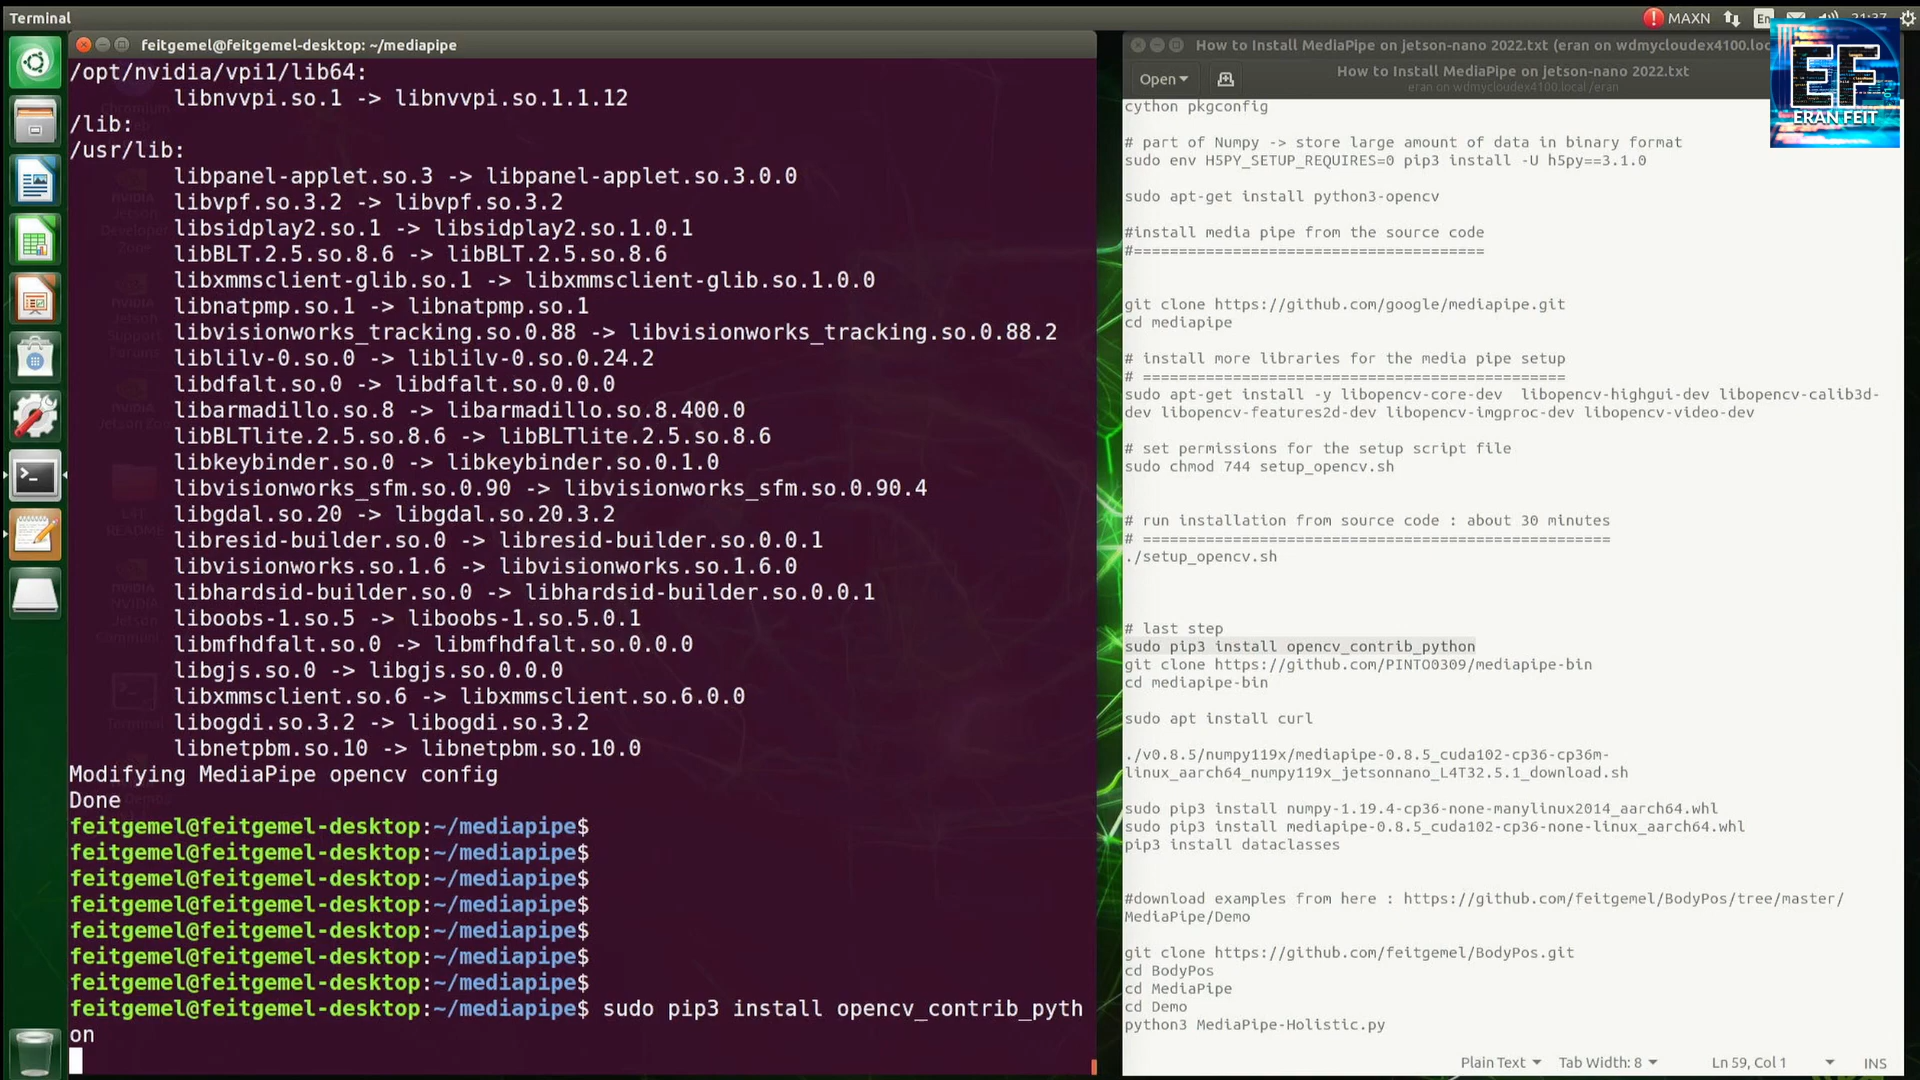 Terminal
MAXN
En
21:37
feitgemel@feitgemel-desktop: ~/mediapipe
/opt/nvidia/vpi1/lib64:
libnvvpi.so.1 -> libnvvpi.so.1.1.12
/lib:
/usr/lib:
libpanel-applet.so.3 -> libpanel-applet.so.3.0.0
libvpf.so.3.2 -> libvpf.so.3.2
libsidplay2.so.1 -> libsidplay2.so.1.0.1
libBLT.2.5.so.8.6 -> libBLT.2.5.so.8.6
libxmmsclient-glib.so.1 -> libxmmsclient-glib.so.1.0.0
libnatpmp.so.1 -> libnatpmp.so.1
libvisionworks_tracking.so.0.88 -> libvisionworks_tracking.so.0.88.2
liblilv-0.so.0 -> liblilv-0.so.0.24.2
libdfalt.so.0 -> libdfalt.so.0.0.0
libarmadillo.so.8 -> libarmadillo.so.8.400.0
libBLTlite.2.5.so.8.6 -> libBLTlite.2.5.so.8.6
libkeybinder.so.0 -> libkeybinder.so.0.1.0
libvisionworks_sfm.so.0.90 -> libvisionworks_sfm.so.0.90.4
libgdal.so.20 -> libgdal.so.20.3.2
libresid-builder.so.0 -> libresid-builder.so.0.0.1
libvisionworks.so.1.6 -> libvisionworks.so.1.6.0
libhardsid-builder.so.0 -> libhardsid-builder.so.0.0.1
liboobs-1.so.5 -> liboobs-1.so.5.0.1
libmfhdfalt.so.0 -> libmfhdfalt.so.0.0.0
libgjs.so.0 -> libgjs.so.0.0.0
libxmmsclient.so.6 -> libxmmsclient.so.6.0.0
libogdi.so.3.2 -> libogdi.so.3.2
libnetpbm.so.10 -> libnetpbm.so.10.0
Modifying MediaPipe opencv config
Done
feitgemel@feitgemel-desktop:~/mediapipe$
feitgemel@feitgemel-desktop:~/mediapipe$
feitgemel@feitgemel-desktop:~/mediapipe$
feitgemel@feitgemel-desktop:~/mediapipe$
feitgemel@feitgemel-desktop:~/mediapipe$
feitgemel@feitgemel-desktop:~/mediapipe$
feitgemel@feitgemel-desktop:~/mediapipe$
feitgemel@feitgemel-desktop:~/mediapipe$ sudo pip3 install opencv_contrib_pyth
on
How to Install MediaPipe on jetson-nano 2022.txt (eran on wdmycloudex4100.loc
Open
How to Install MediaPipe on jetson-nano 2022.txt
eran on wdmycloudex4100.local /eran
EF
ERAN FEIT
cython pkgconfig
# part of Numpy -> store large amount of data in binary format
sudo env H5PY_SETUP_REQUIRES=0 pip3 install -U h5py==3.1.0
sudo apt-get install python3-opencv
#install media pipe from the source code
#========================================
git clone https://github.com/google/mediapipe.git
cd mediapipe
# install more libraries for the media pipe setup
# ===============================================
sudo apt-get install -y libopencv-core-dev  libopencv-highgui-dev libopencv-calib3d-
dev libopencv-features2d-dev libopencv-imgproc-dev libopencv-video-dev
# set permissions for the setup script file
sudo chmod 744 setup_opencv.sh
# run installation from source code : about 30 minutes
# ====================================================
./setup_opencv.sh
# last step
sudo pip3 install opencv_contrib_python
git clone https://github.com/PINTO0309/mediapipe-bin
cd mediapipe-bin
sudo apt install curl
./v0.8.5/numpy119x/mediapipe-0.8.5_cuda102-cp36-cp36m-
linux_aarch64_numpy119x_jetsonnano_L4T32.5.1_download.sh
sudo pip3 install numpy-1.19.4-cp36-none-manylinux2014_aarch64.whl
sudo pip3 install mediapipe-0.8.5_cuda102-cp36-none-linux_aarch64.whl
pip3 install dataclasses
#download examples from here : https://github.com/feitgemel/BodyPos/tree/master/
MediaPipe/Demo
git clone https://github.com/feitgemel/BodyPos.git
cd BodyPos
cd MediaPipe
cd Demo
python3 MediaPipe-Holistic.py
Plain Text
Tab Width: 8
Ln 59, Col 1
INS